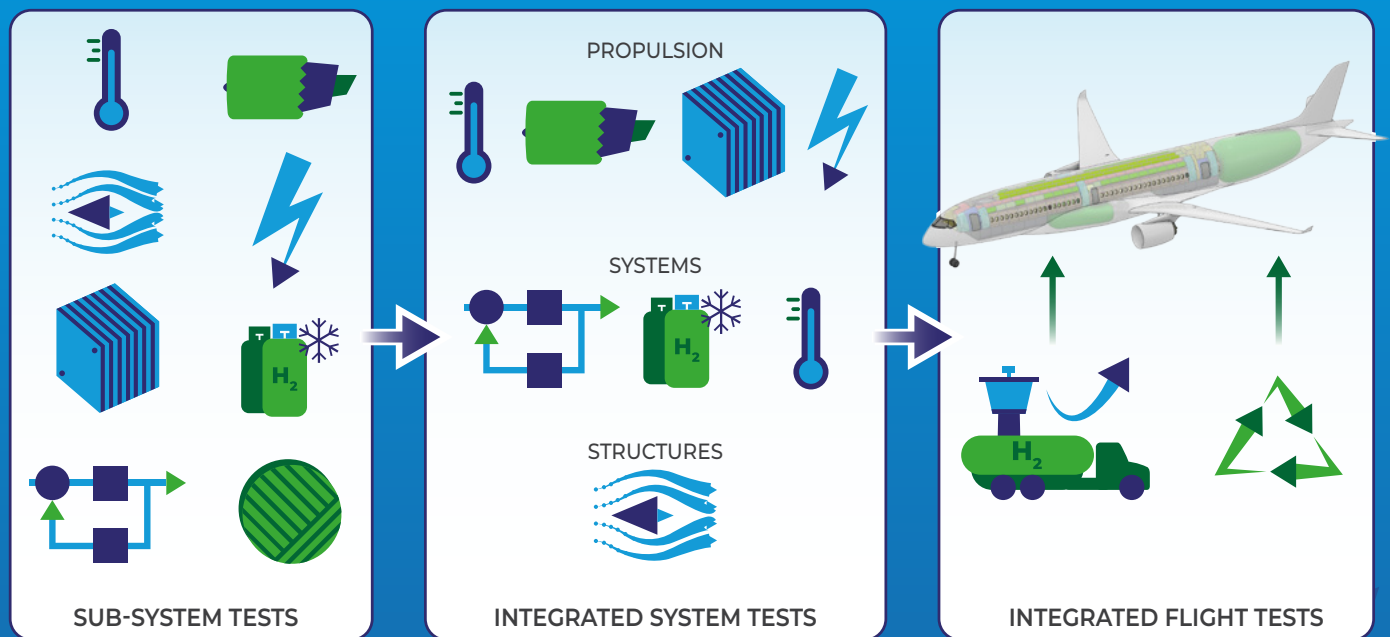 H₂
SUB-SYSTEM TESTS
PROPULSION
SYSTEMS
H₂
STRUCTURES
INTEGRATED SYSTEM TESTS
H₂
INTEGRATED FLIGHT TESTS